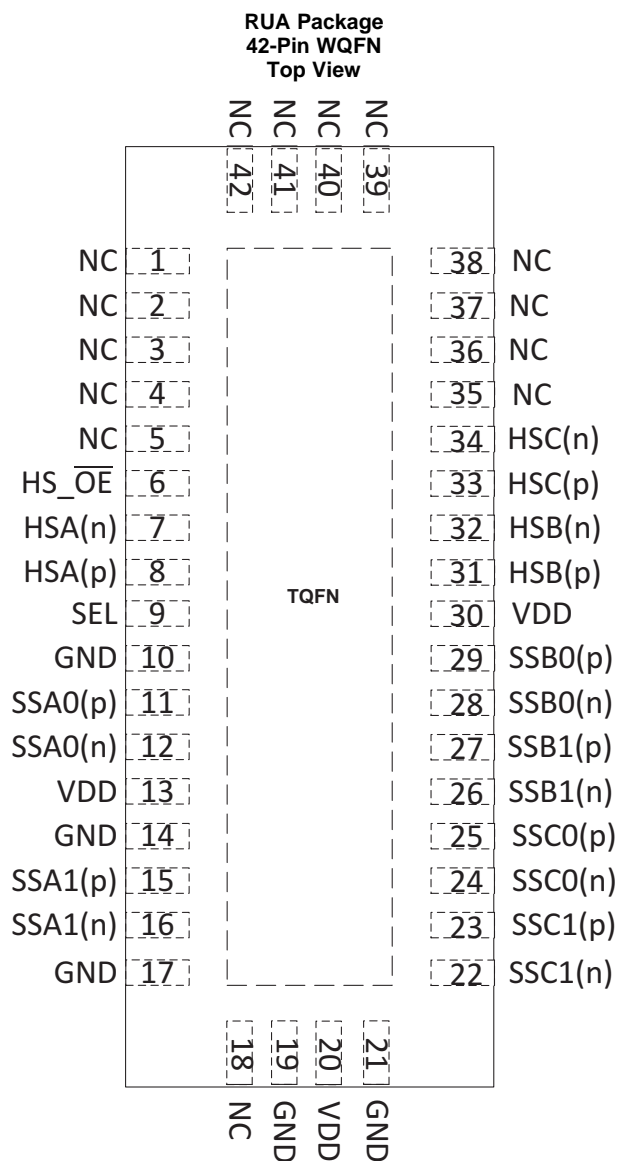 RUA Package
42-Pin WQFN
Top View
NC NC NC NC
42 41 40 39
NC 1 38 NC
NC 2 37 NC
NC 3 36 NC
NC 4 35 NC
NC 5 34 HSC(n)
HS_O̅E̅ 6 33 HSC(p)
HSA(n) 7 32 HSB(n)
HSA(p) 8 31 HSB(p)
SEL 9 TQFN 30 VDD
GND 10 29 SSB0(p)
SSA0(p) 11 28 SSB0(n)
SSA0(n) 12 27 SSB1(p)
VDD 13 26 SSB1(n)
GND 14 25 SSC0(p)
SSA1(p) 15 24 SSC0(n)
SSA1(n) 16 23 SSC1(p)
GND 17 22 SSC1(n)
18 19 20 21
NC GND VDD GND